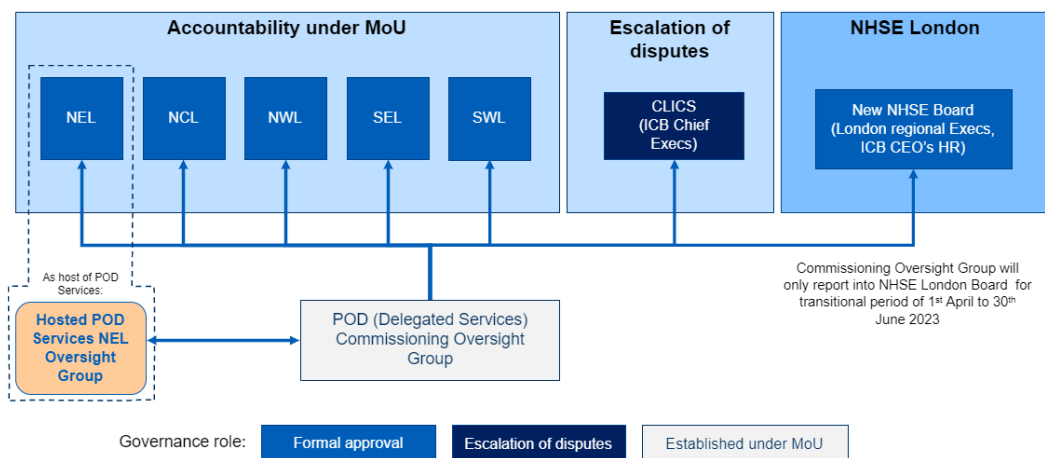 Accountability under MoU
Escalation of
disputes
NHSE London
NEL
NCL
NWL
SEL
SWL
CLICS
(ICB Chief
Execs)
New NHSE Board
(London regional Execs,
ICB CEO's HR)
As host of POD
Services:
Hosted POD
Services NEL
Oversight
Group
POD (Delegated Services)
Commissioning Oversight
Group
Commissioning Oversight Group will
only report into NHSE London Board for
transitional period of 1st April to 30th
June 2023
Governance role:
Formal approval
Escalation of disputes
Established under MoU